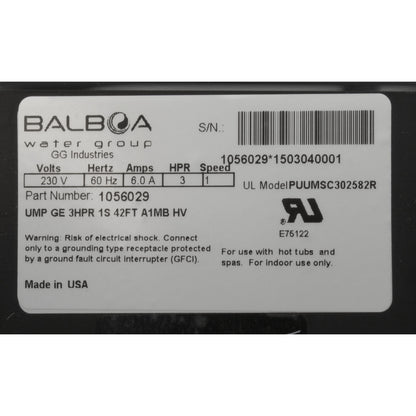 BALBOA
water group
GG Industries
S/N.:
1056029*1503040001
Volts Hertz Amps HPR Speed
230 V 60 Hz 6.0 A 3 1
UL Model PUUMSC302582R
Part Number: 1056029
UMP GE 3HPR 1S 42FT A1MB HV
RU
E75122
Warning. Risk of electrical shock. Connect
only to a grounding type receptacle protected
by a ground fault circuit interrupter (GFCI).
For use with hot tubs and
spas. For indoor use only.
Made in USA